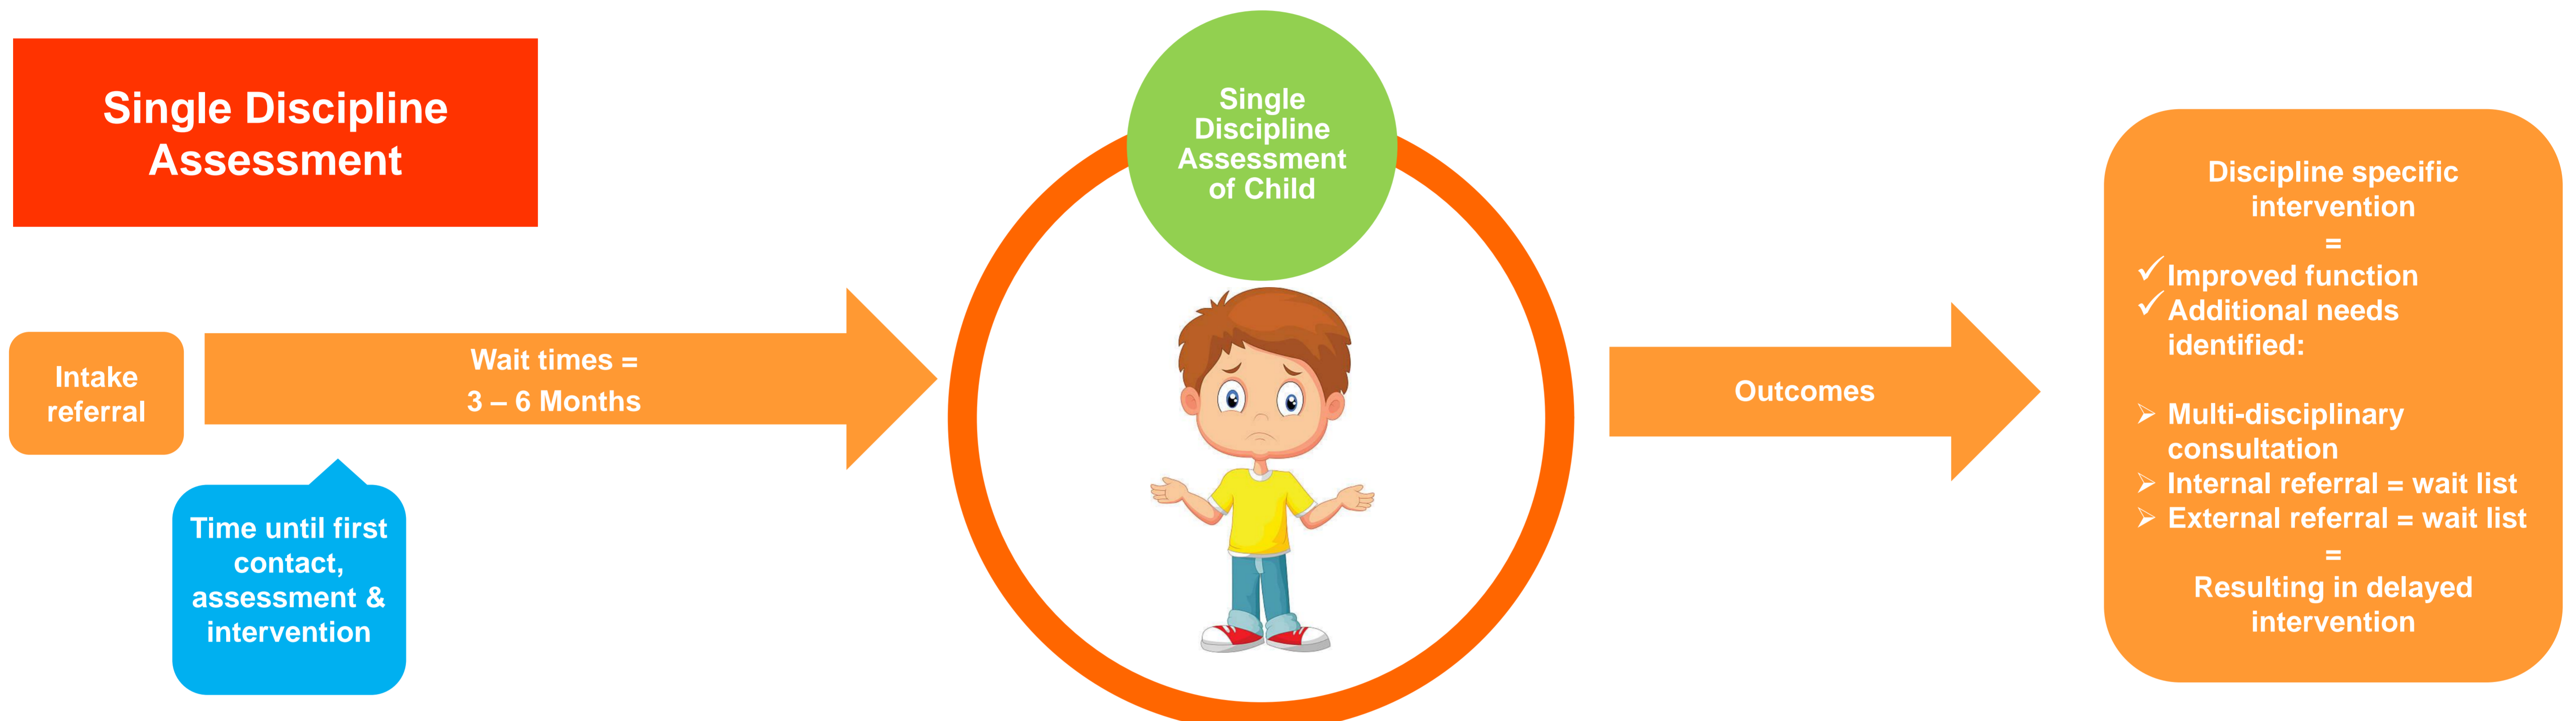 Single Discipline
Assessment
Intake
referral
Wait times =
3 – 6 Months
Time until first
contact,
assessment &
intervention
Single
Discipline
Assessment
of Child
Outcomes
Discipline specific
intervention
=
✓ Improved function
✓ Additional needs
identified:
➢ Multi-disciplinary
consultation
➢ Internal referral = wait list
➢ External referral = wait list
=
Resulting in delayed
intervention